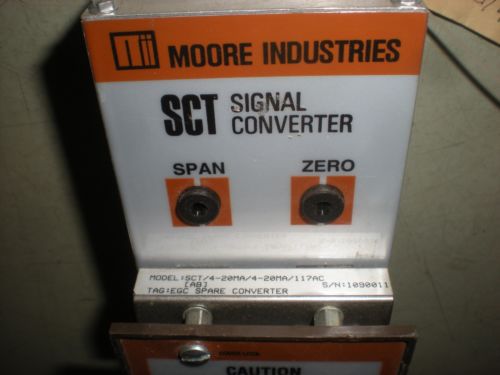 MOORE INDUSTRIES
SCT SIGNAL
CONVERTER
SPAN ZERO
MODEL:SCT/4-20MA/4-20MA/117AC
[AB] S/N:1090011
TAG:EGC SPARE CONVERTER
CAUTION